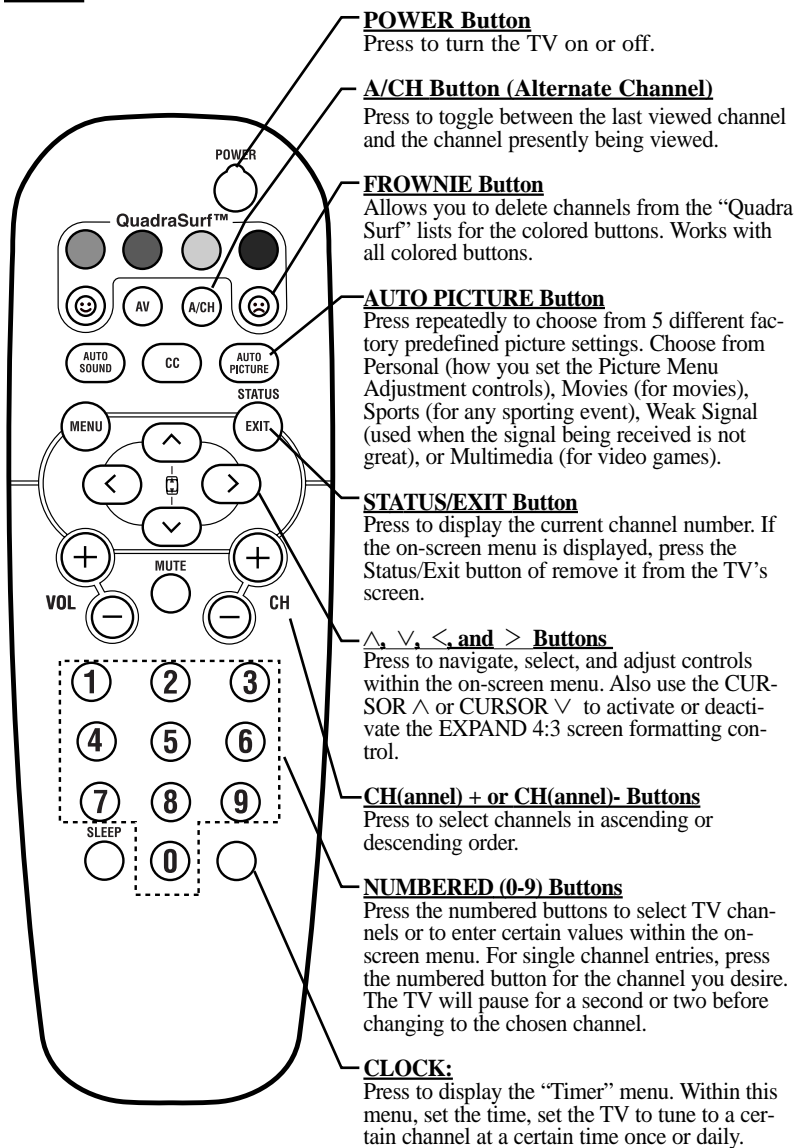 POWER Button
Press to turn the TV on or off.
A/CH Button (Alternate Channel)
Press to toggle between the last viewed channel
and the channel presently being viewed.
FROWNIE Button
Allows you to delete channels from the “Quadra
Surf” lists for the colored buttons. Works with
all colored buttons.
AUTO PICTURE Button
Press repeatedly to choose from 5 different fac-
tory predefined picture settings. Choose from
Personal (how you set the Picture Menu
Adjustment controls), Movies (for movies),
Sports (for any sporting event), Weak Signal
(used when the signal being received is not
great), or Multimedia (for video games).
STATUS/EXIT Button
Press to display the current channel number. If
the on-screen menu is displayed, press the
Status/Exit button of remove it from the TV’s
screen.
∧, ∨, <, and > Buttons
Press to navigate, select, and adjust controls
within the on-screen menu. Also use the CUR-
SOR ∧ or CURSOR ∨ to activate or deacti-
vate the EXPAND 4:3 screen formatting con-
trol.
CH(annel) + or CH(annel)- Buttons
Press to select channels in ascending or
descending order.
NUMBERED (0-9) Buttons
Press the numbered buttons to select TV chan-
nels or to enter certain values within the on-
screen menu. For single channel entries, press
the numbered button for the channel you desire.
The TV will pause for a second or two before
changing to the chosen channel.
CLOCK:
Press to display the “Timer” menu. Within this
menu, set the time, set the TV to tune to a cer-
tain channel at a certain time once or daily.
POWER
QuadraSurf™
AV A/CH
AUTO SOUND CC AUTO PICTURE
STATUS
MENU EXIT
< >
+ MUTE +
VOL − − CH
1 2 3
4 5 6
7 8 9
SLEEP
0